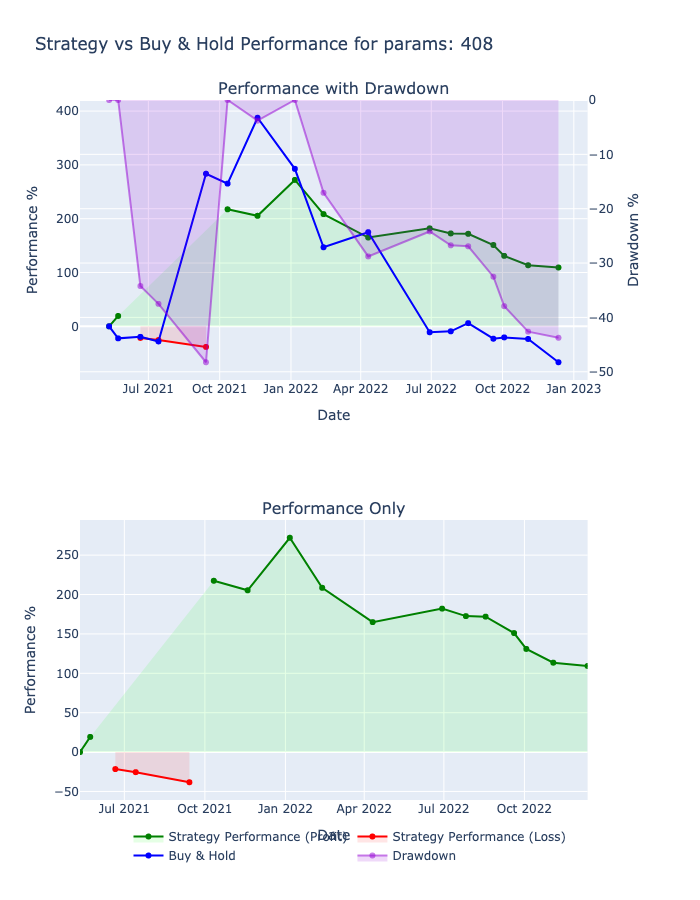 Strategy vs Buy & Hold Performance for params: 408
Performance with Drawdown
400
300
200
100
0
Performance %
0
−10
−20
−30
−40
−50
Drawdown %
Jul 2021 Oct 2021 Jan 2022 Apr 2022 Jul 2022 Oct 2022 Jan 2023
Date
Performance Only
250
200
150
100
50
0
−50
Performance %
Jul 2021 Oct 2021 Jan 2022 Apr 2022 Jul 2022 Oct 2022
Date
Strategy Performance (Profit) Strategy Performance (Loss)
Buy & Hold Drawdown